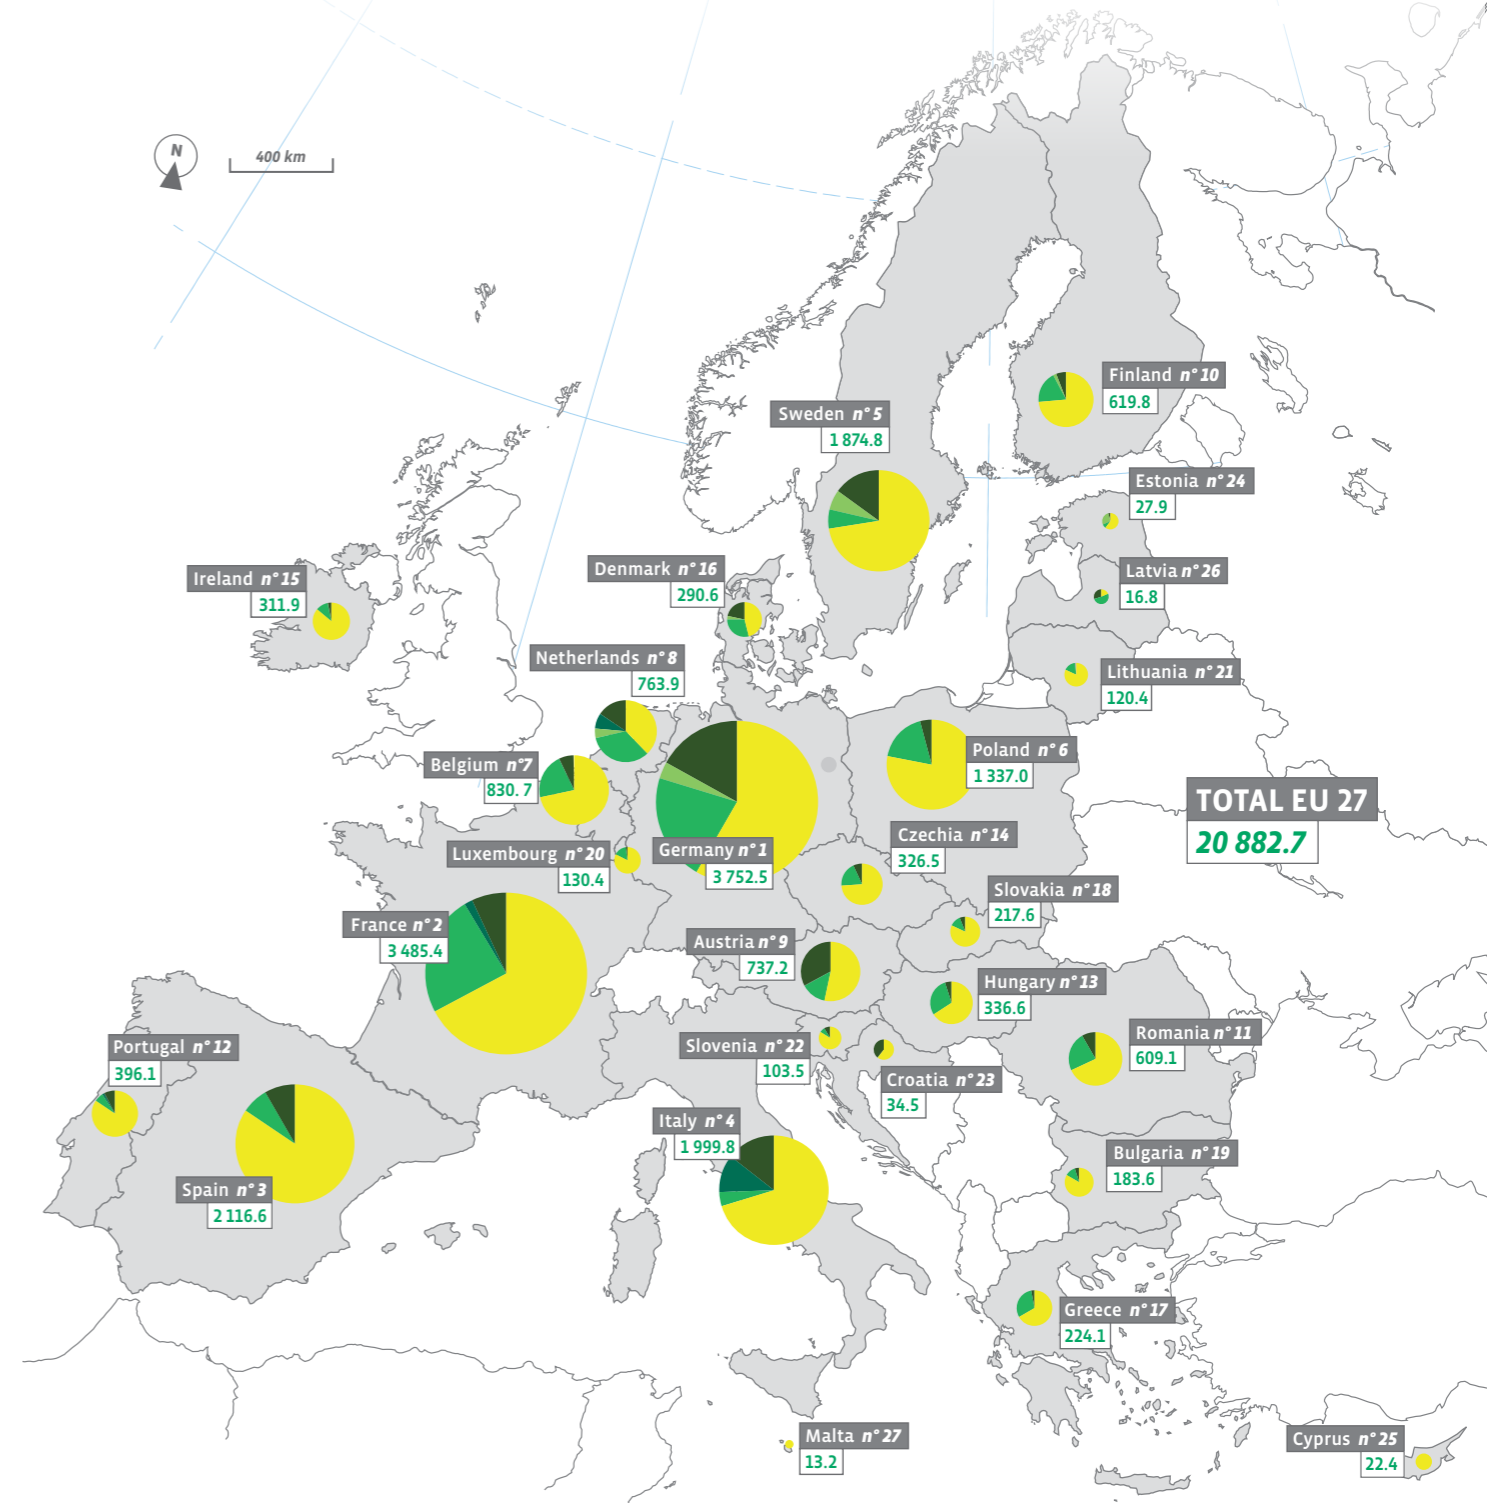 N
400 km
Finland n° 10
619.8
Sweden n° 5
1 874.8
Estonia n° 24
27.9
Denmark n° 16
290.6
Latvia n° 26
16.8
Ireland n° 15
311.9
Netherlands n° 8
763.9
Lithuania n° 21
120.4
Belgium n°7
830. 7
Poland n° 6
1 337.0
TOTAL EU 27
20 882.7
Czechia n° 14
326.5
Luxembourg n° 20
130.4
Germany n° 1
3 752.5
Slovakia n° 18
217.6
France n° 2
3 485.4
Austria n° 9
737.2
Hungary n° 13
336.6
Portugal n° 12
396.1
Slovenia n° 22
103.5
Romania n° 11
609.1
Croatia n° 23
34.5
Italy n° 4
1 999.8
Bulgaria n° 19
183.6
Spain n° 3
2 116.6
Greece n° 17
224.1
Malta n° 27
13.2
Cyprus n° 25
22.4